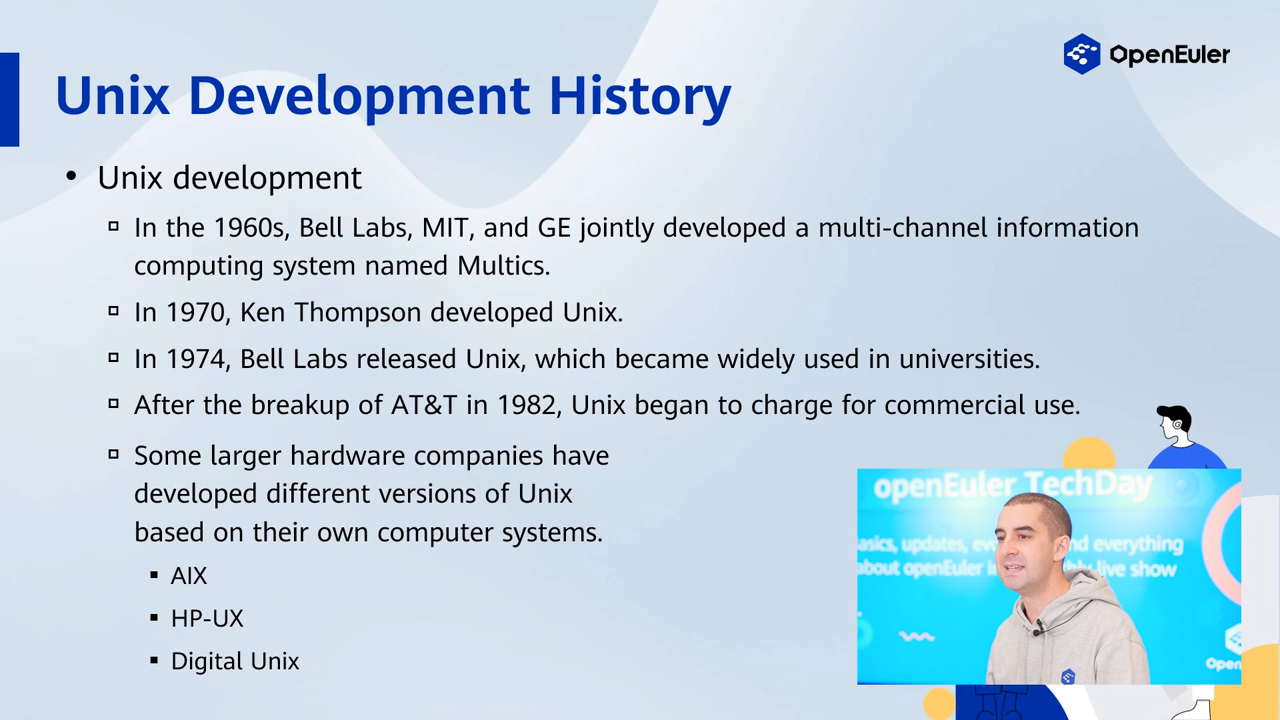 OpenEuler
Unix Development History
• Unix development
In the 1960s, Bell Labs, MIT, and GE jointly developed a multi-channel information
computing system named Multics.
In 1970, Ken Thompson developed Unix.
In 1974, Bell Labs released Unix, which became widely used in universities.
After the breakup of AT&T in 1982, Unix began to charge for commercial use.
Some larger hardware companies have
developed different versions of Unix
based on their own computer systems.
▪ AIX
▪ HP-UX
▪ Digital Unix
openEuler TechDay
and everything
about openEuler
live show